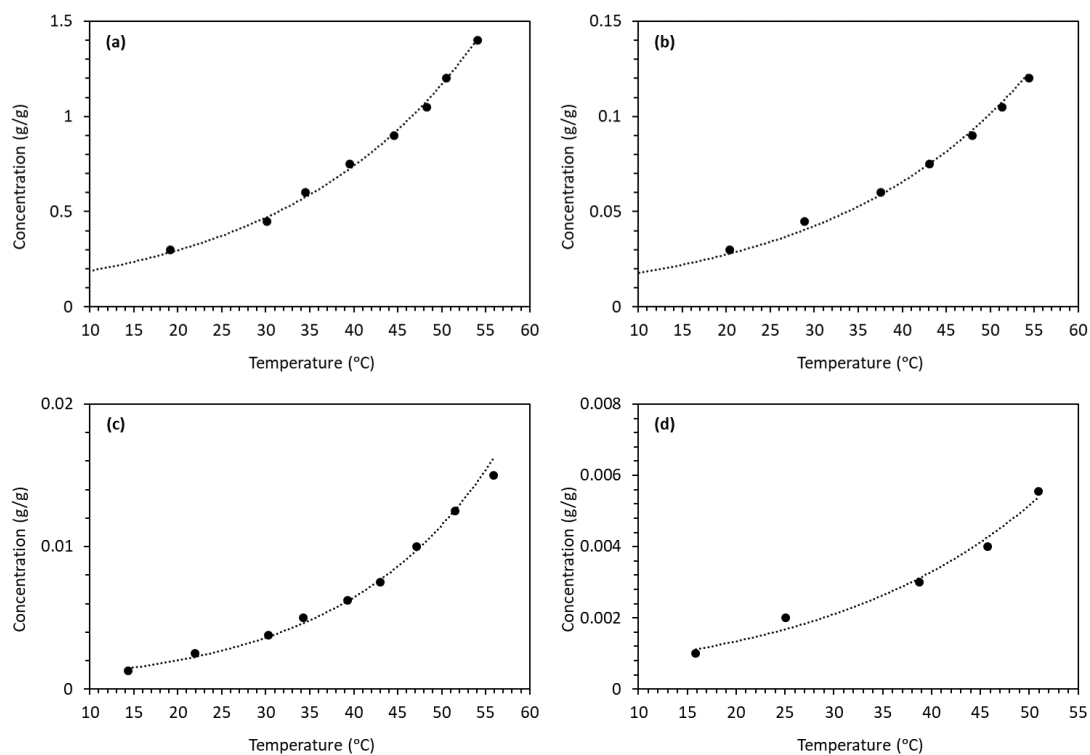 (a)
Concentration (g/g)
1.5
1
0.5
0
10 15 20 25 30 35 40 45 50 55 60
Temperature (°C)
(b)
Concentration (g/g)
0.15
0.1
0.05
0
10 15 20 25 30 35 40 45 50 55 60
Temperature (°C)
(c)
Concentration (g/g)
0.02
0.01
0
10 15 20 25 30 35 40 45 50 55 60
Temperature (°C)
(d)
Concentration (g/g)
0.008
0.006
0.004
0.002
0
10 15 20 25 30 35 40 45 50 55
Temperature (°C)